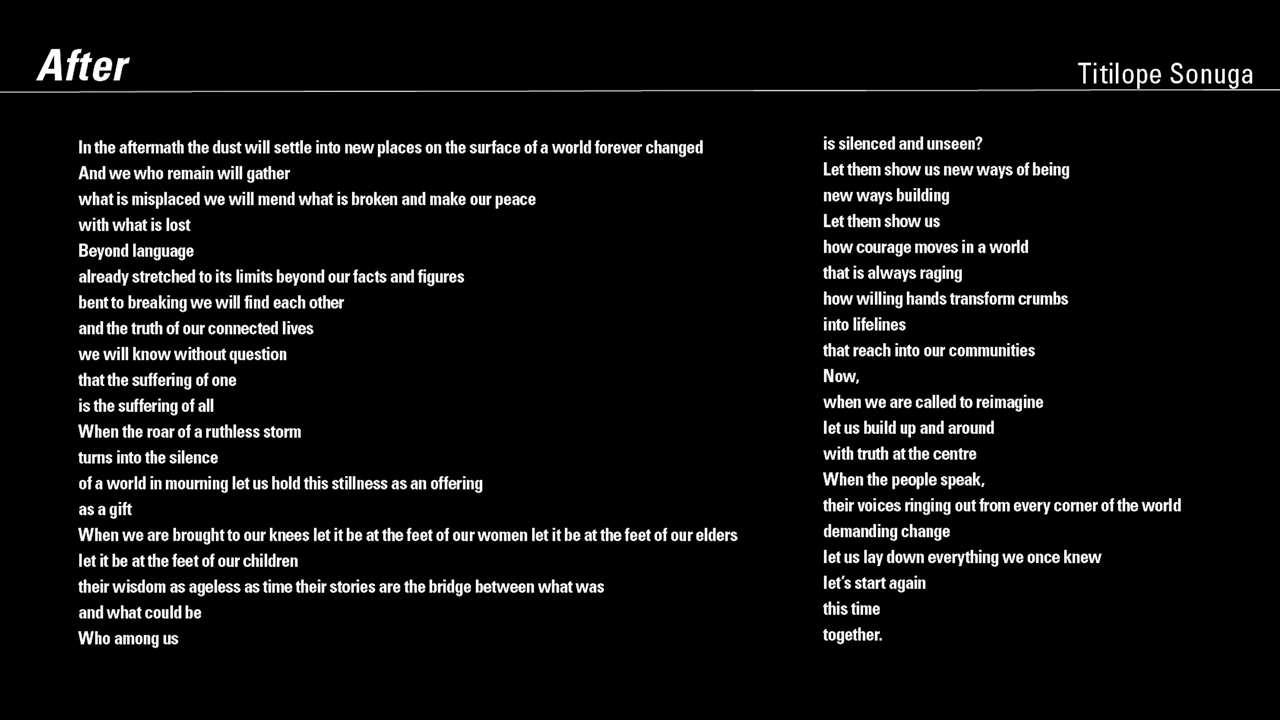 After
Titilope Sonuga
In the aftermath the dust will settle into new places on the surface of a world forever changed
And we who remain will gather
what is misplaced we will mend what is broken and make our peace
with what is lost
Beyond language
already stretched to its limits beyond our facts and figures
bent to breaking we will find each other
and the truth of our connected lives
we will know without question
that the suffering of one
is the suffering of all
When the roar of a ruthless storm
turns into the silence
of a world in mourning let us hold this stillness as an offering
as a gift
When we are brought to our knees let it be at the feet of our women let it be at the feet of our elders
let it be at the feet of our children
their wisdom as ageless as time their stories are the bridge between what was
and what could be
Who among us
is silenced and unseen?
Let them show us new ways of being
new ways building
Let them show us
how courage moves in a world
that is always raging
how willing hands transform crumbs
into lifelines
that reach into our communities
Now,
when we are called to reimagine
let us build up and around
with truth at the centre
When the people speak,
their voices ringing out from every corner of the world
demanding change
let us lay down everything we once knew
let’s start again
this time
together.